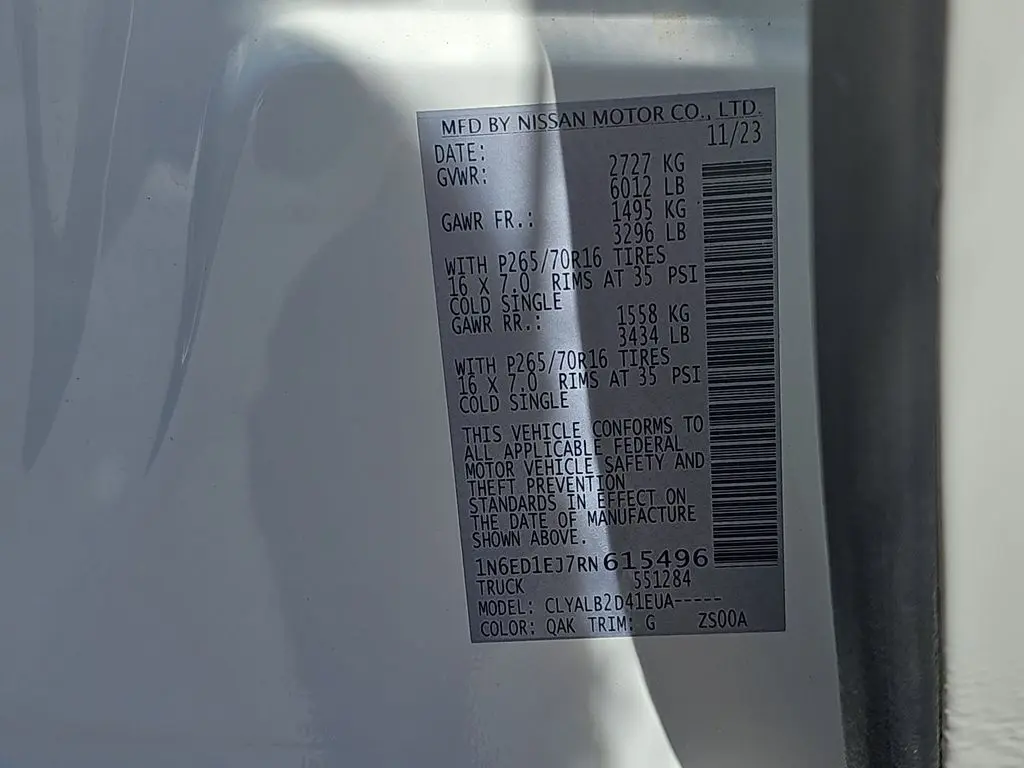 MFD BY NISSAN MOTOR CO., LTD.
DATE: 11/23
GVWR: 2727 KG
6012 LB
GAWR FR.: 1495 KG
3296 LB
WITH P265/70R16 TIRES
16 X 7.0 RIMS AT 35 PSI
COLD SINGLE
GAWR RR.: 1558 KG
3434 LB
WITH P265/70R16 TIRES
16 X 7.0 RIMS AT 35 PSI
COLD SINGLE
THIS VEHICLE CONFORMS TO
ALL APPLICABLE FEDERAL
MOTOR VEHICLE SAFETY AND
THEFT PREVENTION
STANDARDS IN EFFECT ON
THE DATE OF MANUFACTURE
SHOWN ABOVE.
1N6ED1EJ7RN615496
TRUCK 551284
MODEL: CLYALB2D41EUA-----
COLOR: QAK TRIM: G ZS00A